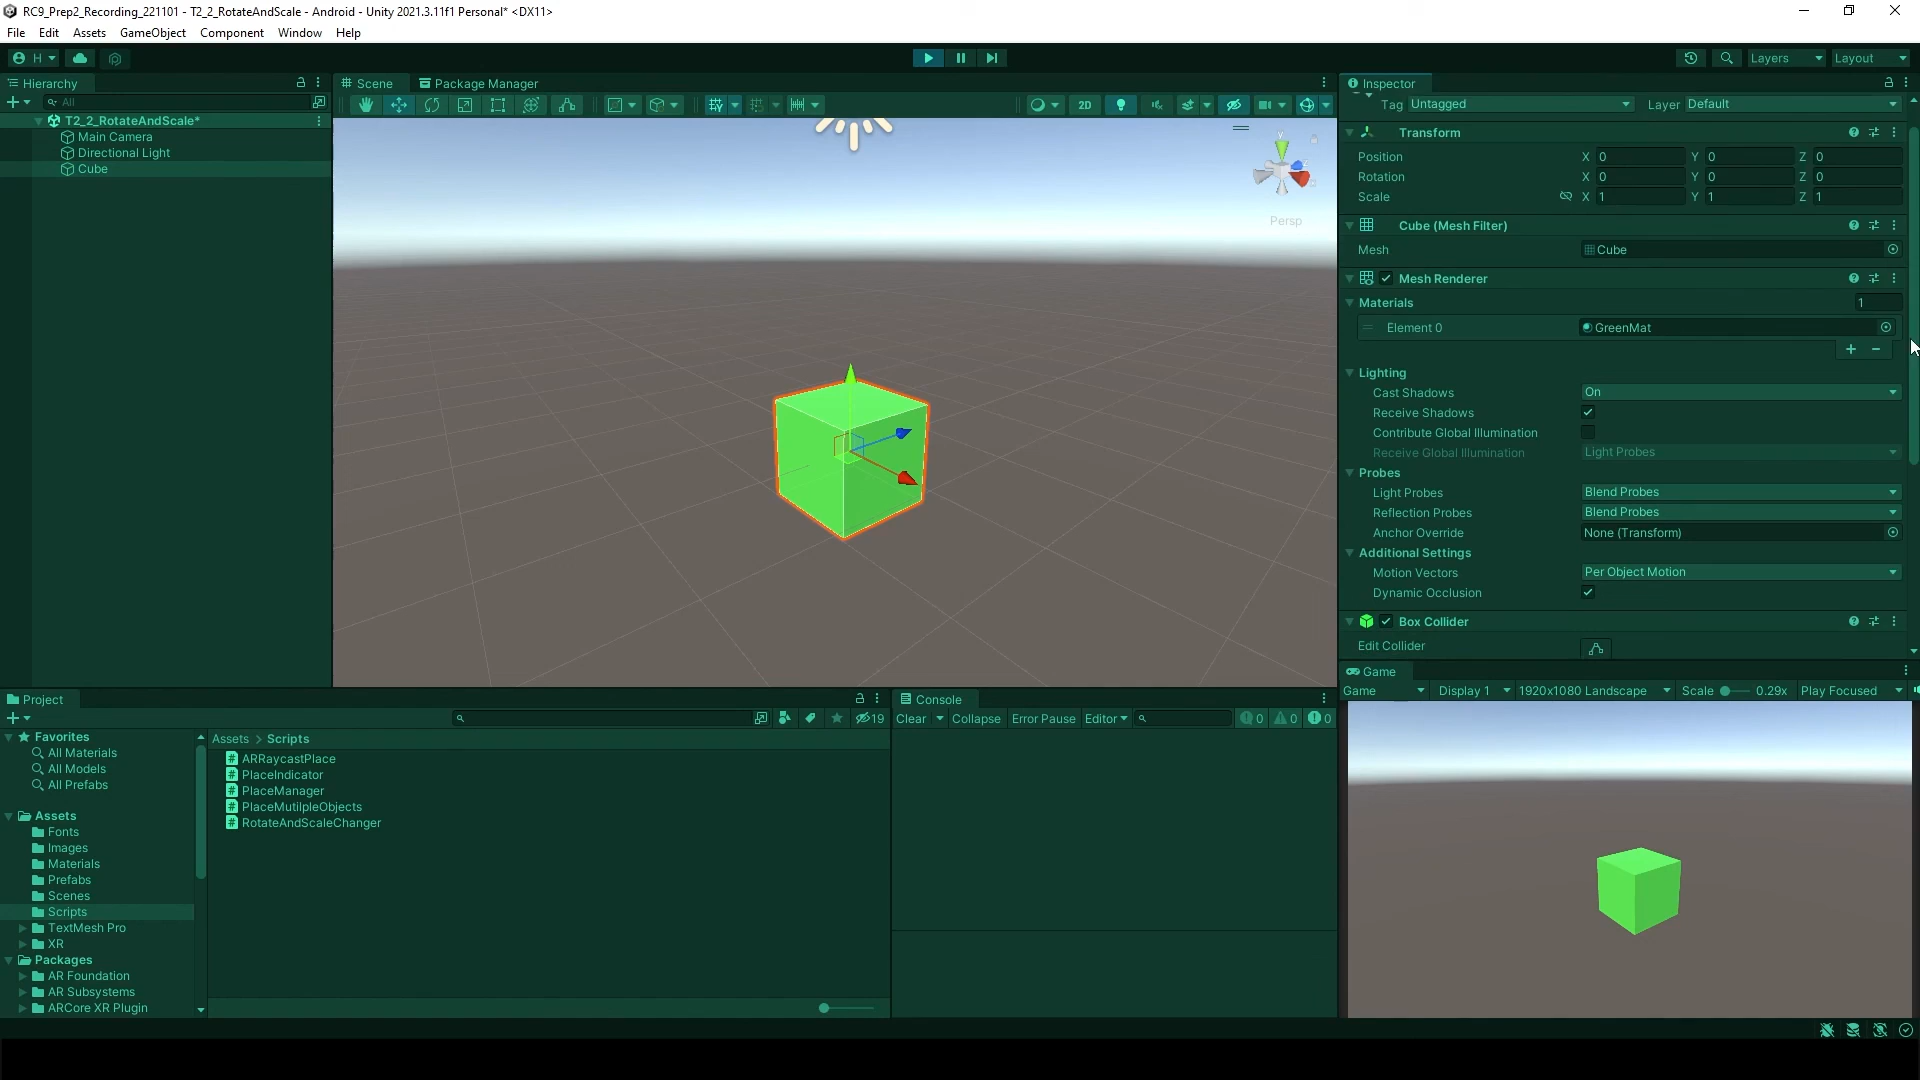 RC9_Prep2_Recording_221101 - T2_2_RotateAndScale - Android - Unity 2021.3.11f1 Personal* <DX11>
File Edit Assets GameObject Component Window Help
H Layers Layout
Hierarchy
All
T2_2_RotateAndScale*
Main Camera
Directional Light
Cube
Scene Package Manager
2D
y
Persp
Inspector
Tag Untagged Layer Default
Transform
Position X 0 Y 0 Z 0
Rotation X 0 Y 0 Z 0
Scale X 1 Y 1 Z 1
Cube (Mesh Filter)
Mesh Cube
Mesh Renderer
Materials 1
Element 0 GreenMat
Lighting
Cast Shadows On
Receive Shadows
Contribute Global Illumination
Receive Global Illumination Light Probes
Probes
Light Probes Blend Probes
Reflection Probes Blend Probes
Anchor Override None (Transform)
Additional Settings
Motion Vectors Per Object Motion
Dynamic Occlusion
Box Collider
Edit Collider
Game
Game Display 1 1920x1080 Landscape Scale 0.29x Play Focused
Project
19
Favorites
All Materials
All Models
All Prefabs
Assets
Fonts
Images
Materials
Prefabs
Scenes
Scripts
TextMesh Pro
XR
Packages
AR Foundation
AR Subsystems
ARCore XR Plugin
Assets > Scripts
ARRaycastPlace
PlaceIndicator
PlaceManager
PlaceMutilpleObjects
RotateAndScaleChanger
Console
Clear Collapse Error Pause Editor 0 0 0